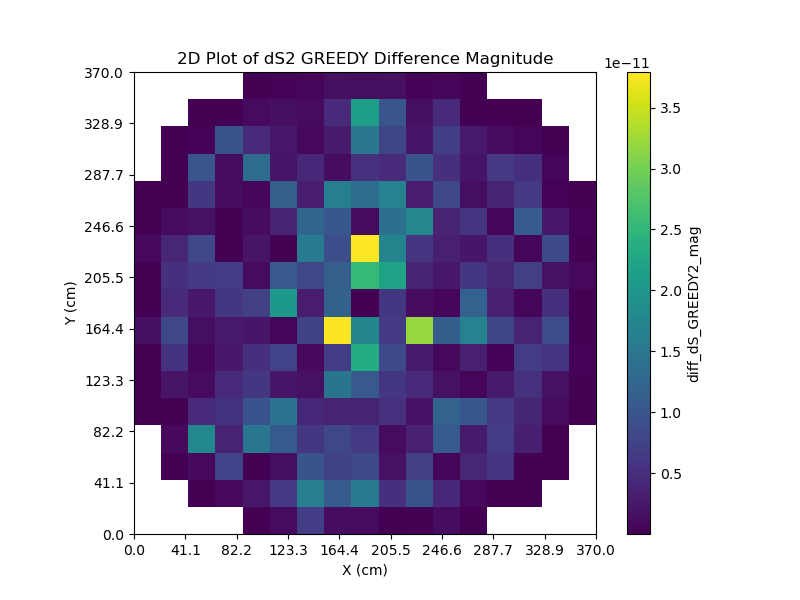 2D Plot of dS2 GREEDY Difference Magnitude
1e−11
370.0
328.9
287.7
246.6
205.5
164.4
123.3
82.2
41.1
0.0
Y (cm)
0.0 41.1 82.2 123.3 164.4 205.5 246.6 287.7 328.9 370.0
X (cm)
3.5
3.0
2.5
2.0
1.5
1.0
0.5
diff_dS_GREEDY2_mag